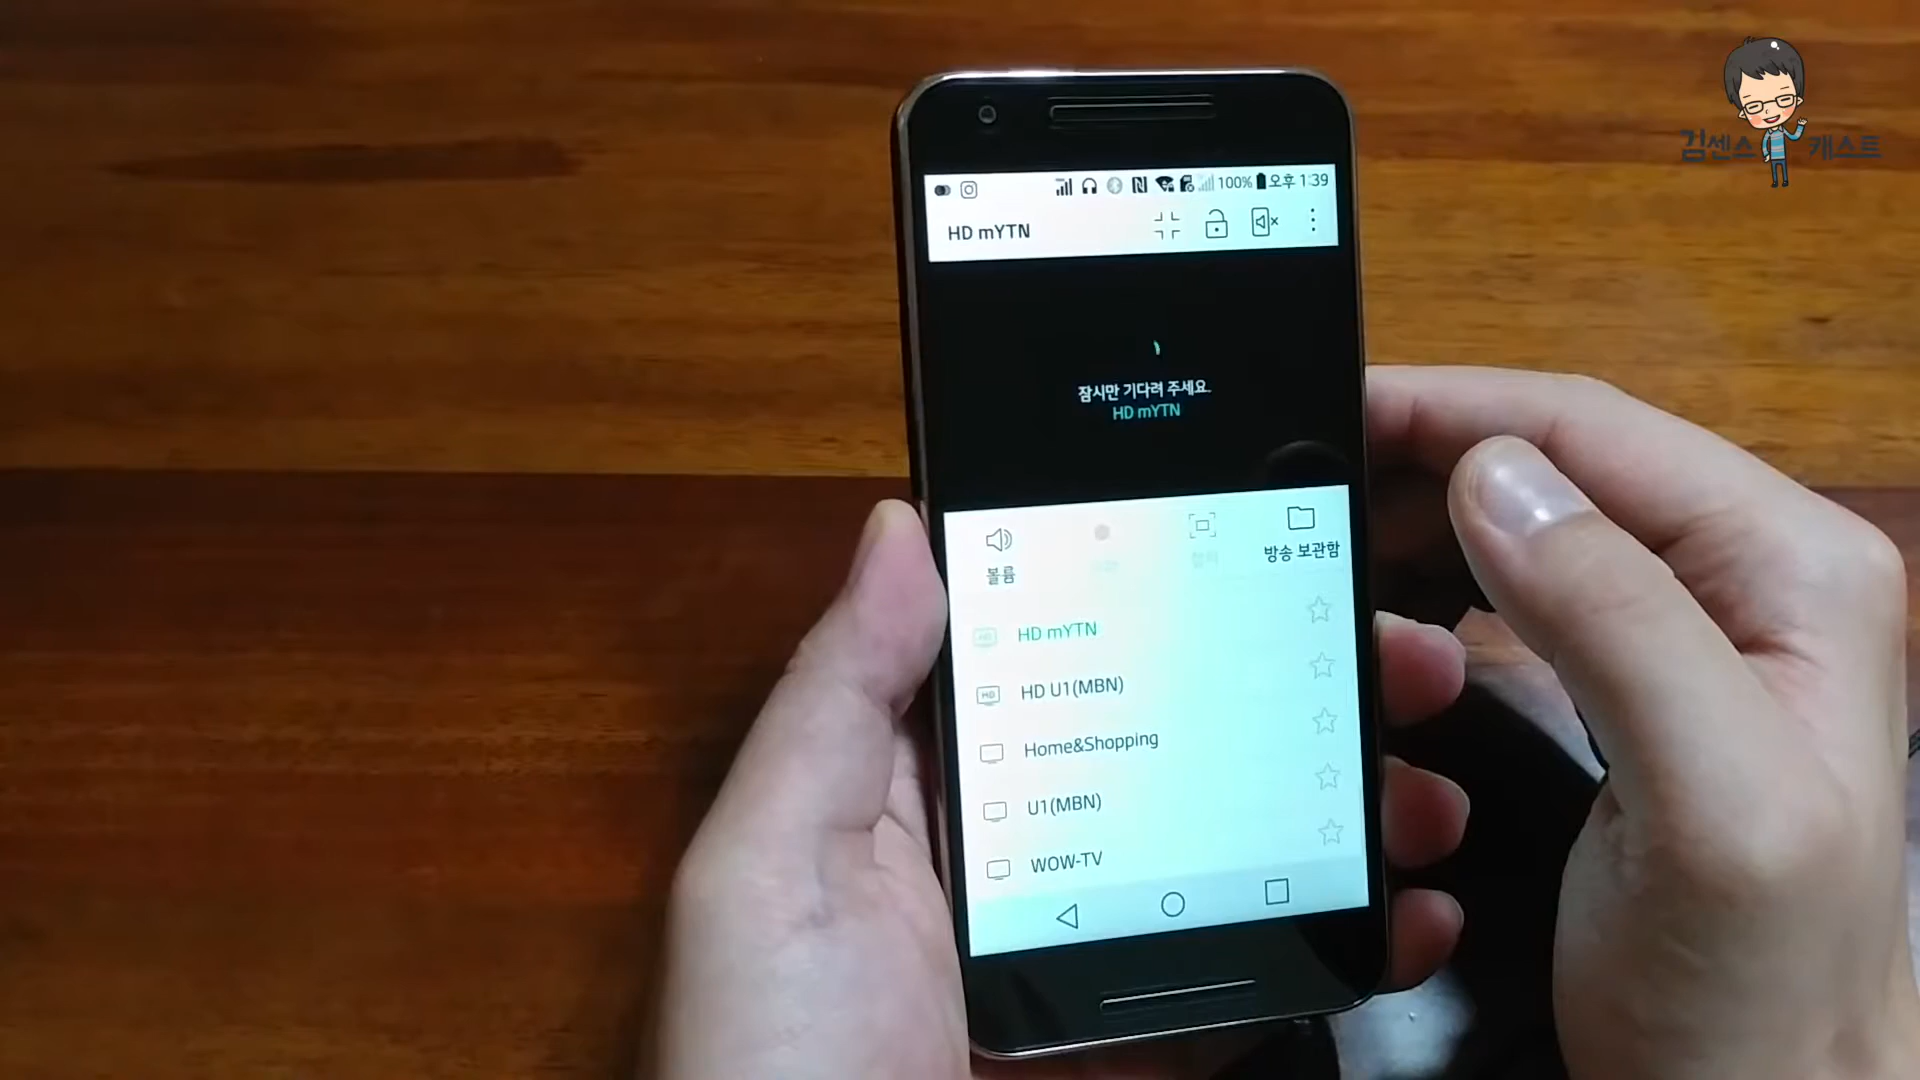 김센스 캐스트
100% 오후 1:39
HD mYTN
잠시만 기다려 주세요.
HD mYTN
볼륨
방송 보관함
HD
HD mYTN
HD
HD U1(MBN)
Home&Shopping
U1(MBN)
WOW-TV